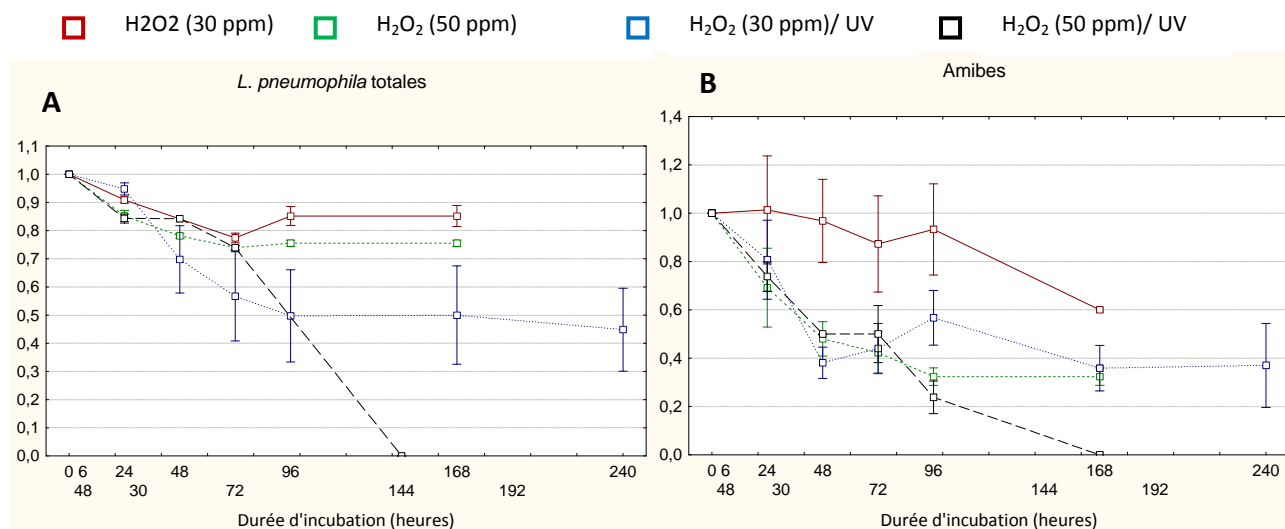 H2O2 (30 ppm) H₂O₂ (50 ppm) H₂O₂ (30 ppm)/ UV H₂O₂ (50 ppm)/ UV
A
L. pneumophila totales
1,1
1,0
0,9
0,8
0,7
0,6
0,5
0,4
0,3
0,2
0,1
0,0
0 6 24 48 96 168 240
48 30 72 144 192
Durée d'incubation (heures)
B
Amibes
1,4
1,2
1,0
0,8
0,6
0,4
0,2
0,0
0 6 24 48 96 168 240
48 30 72 144 192
Durée d'incubation (heures)